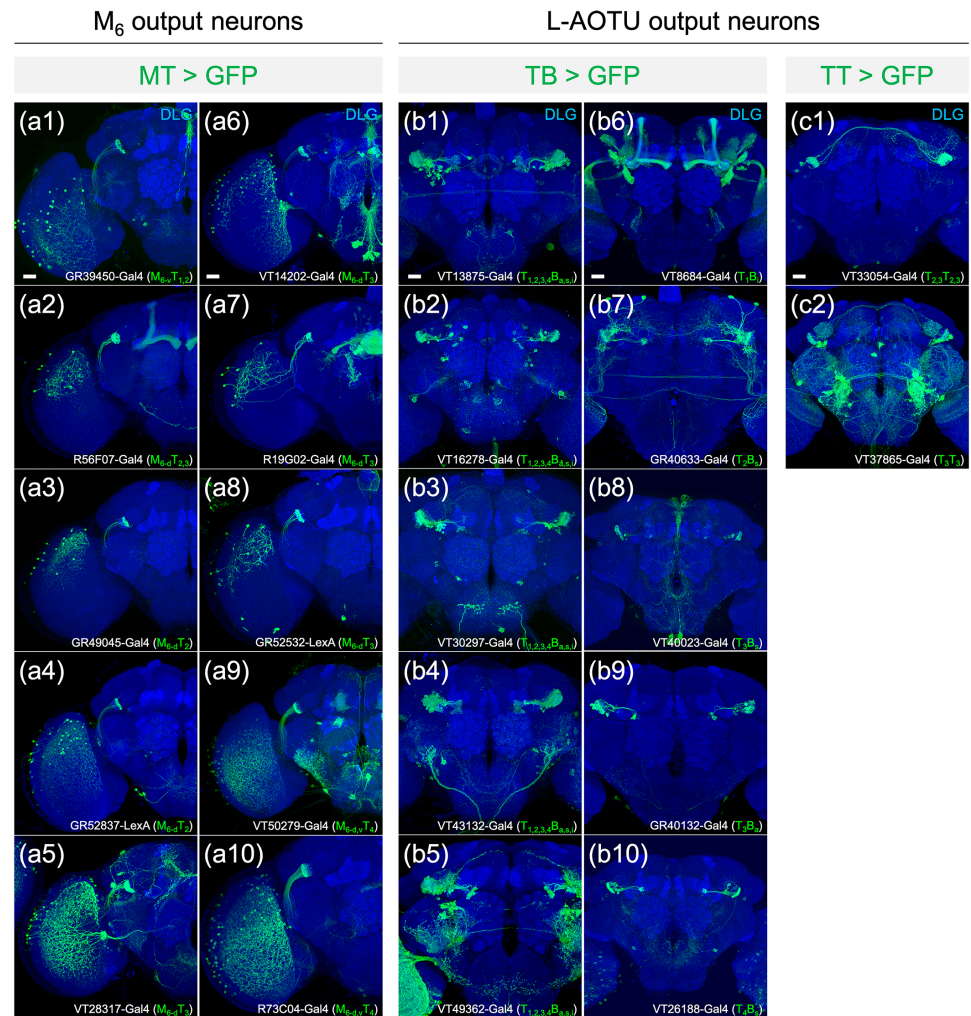 M₆ output neurons
L-AOTU output neurons
MT > GFP
TB > GFP
TT > GFP
(a1)
DLG
GR39450-Gal4 (M₆₋ᵥT₁,₂)
(a6)
DLG
VT14202-Gal4 (M₆-dT₃)
(b1)
DLG
VT13875-Gal4 (T₁,₂,₃,₄Ba,s,i)
(b6)
DLG
VT8684-Gal4 (T₁Bᵢ)
(c1)
DLG
VT33054-Gal4 (T₂,₃T₂,₃)
(a2)
R56F07-Gal4 (M₆-dT₂,₃)
(a7)
R19G02-Gal4 (M₆-dT₃)
(b2)
VT16278-Gal4 (T₁,₂,₃,₄Ba,s,i)
(b7)
GR40633-Gal4 (T₂Bₛ)
(c2)
VT37865-Gal4 (T₃T₃)
(a3)
GR49045-Gal4 (M₆-dT₂)
(a8)
GR52532-LexA (M₆-dT₃)
(b3)
VT30297-Gal4 (T₁,₂,₃,₄Ba,s,i)
(b8)
VT40023-Gal4 (T₃Bₛ)
(a4)
GR52837-LexA (M₆-dT₂)
(a9)
VT50279-Gal4 (M₆-d,vT₄)
(b4)
VT43132-Gal4 (T₁,₂,₃,₄Ba,s,i)
(b9)
GR40132-Gal4 (T₃Bₐ)
(a5)
VT28317-Gal4 (M₆-dT₃)
(a10)
R73C04-Gal4 (M₆-d,vT₄)
(b5)
VT49362-Gal4 (T₁,₂,₃,₄Ba,s,i)
(b10)
VT26188-Gal4 (T₄Bₛ)